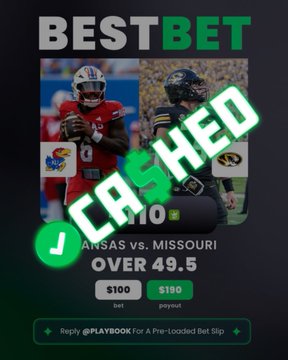 BESTBET
6
CA$HED
ANSAS vs. MISSOURI
OVER 49.5
$100
$190
bet
payout
Reply @PLAYBOOK For A Pre-Loaded Bet Slip